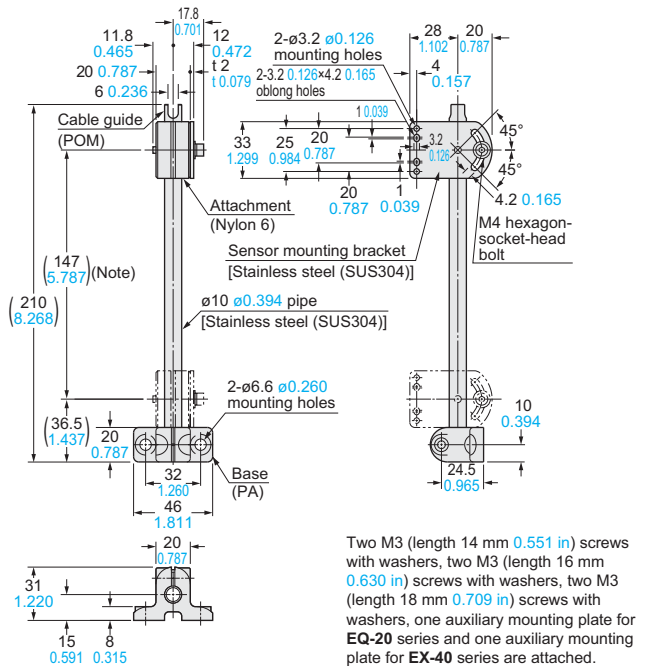 17.8
0.701
11.8
0.465
12
0.472
20 0.787
t 2
t 0.079
6 0.236
Cable guide
(POM)
Attachment
(Nylon 6)
(147
5.787)(Note)
(210
8.268)
ø10 ø0.394 pipe
[Stainless steel (SUS304)]
2-ø6.6 ø0.260
mounting holes
(36.5
1.437)
20
0.787
32
1.260
46
1.811
Base
(PA)
2-ø3.2 ø0.126
mounting holes
2-3.2 0.126×4.2 0.165
oblong holes
28
1.102
20
0.787
4
0.157
1 0.039
33
1.299
25
0.984
20
0.787
3.2
0.126
45°
45°
20
0.787
1
0.039
4.2 0.165
M4 hexagon-
socket-head
bolt
Sensor mounting bracket
[Stainless steel (SUS304)]
10
0.394
24.5
0.965
20
0.787
31
1.220
15
0.591
8
0.315
Two M3 (length 14 mm 0.551 in) screws
with washers, two M3 (length 16 mm
0.630 in) screws with washers, two M3
(length 18 mm 0.709 in) screws with
washers, one auxiliary mounting plate for
EQ-20 series and one auxiliary mounting
plate for EX-40 series are attached.